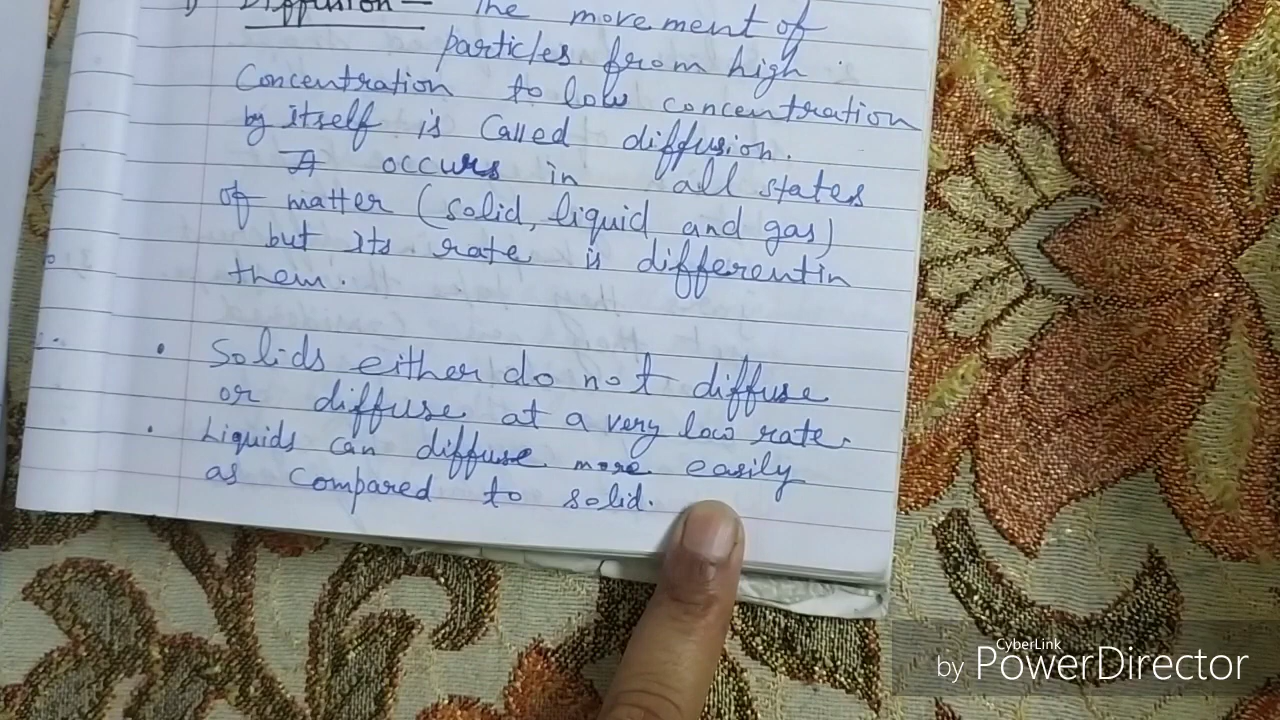 1) Diffusion — The movement of
particles from high
Concentration to low concentration
by itself is Called diffusion.
It occurs in all states
of matter (solid, liquid and gas)
but its rate is differentin
them.
• Solids either do not diffuse
or diffuse at a very low rate.
• Liquids can diffuse more easily
as compared to solid.
CyberLink
by PowerDirector